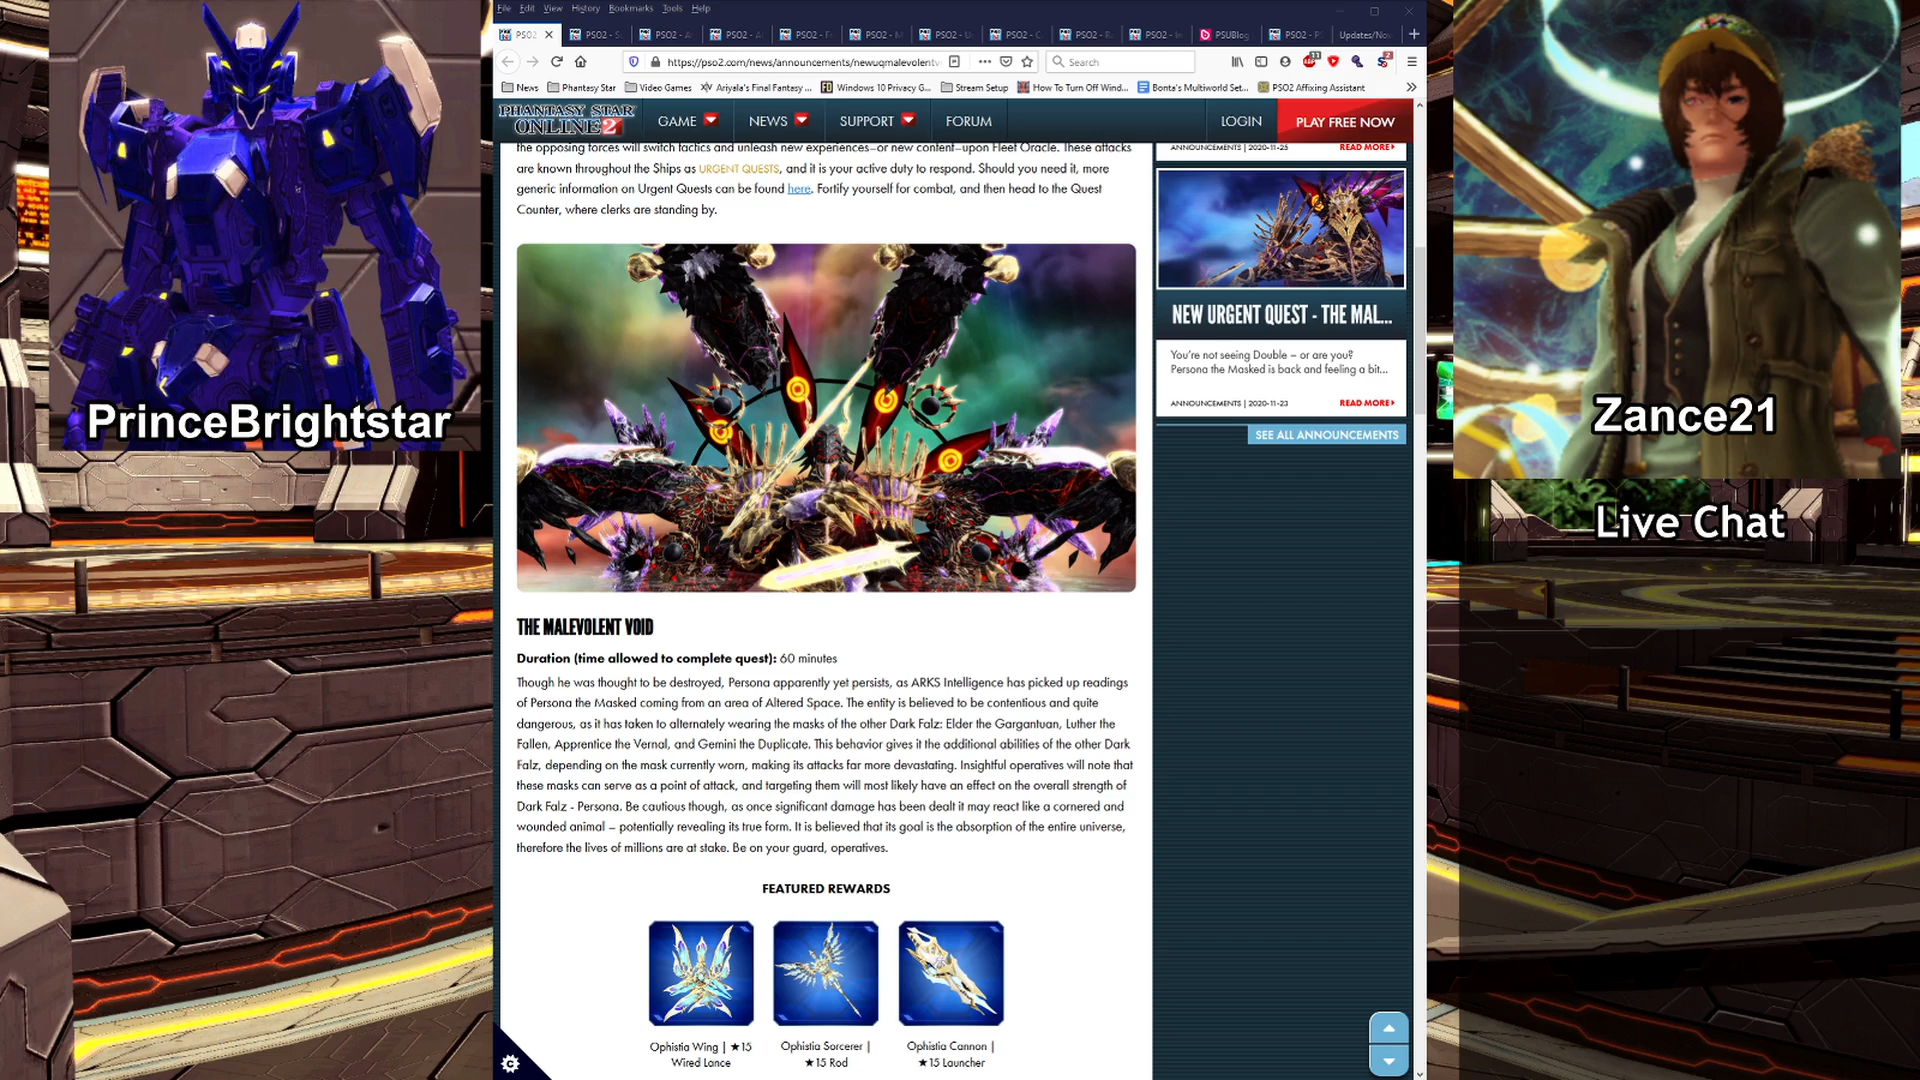 File Edit View History Bookmarks Tools Help
PSO2
PSO2 - S
PSO2 - A
PSO2 - A
PSO2 - F
PSO2 - M
PSO2 - U
PSO2 - C
PSO2 - R
PSO2 - In
PSUBlog
PSO2 - P
Updates/No
https://pso2.com/news/announcements/newuqmalevolentv
Search
News
Phantasy Star
Video Games
Ariyala's Final Fantasy ...
Windows 10 Privacy G...
Stream Setup
How To Turn Off Wind...
Bonta's Multiworld Set...
PSO2 Affixing Assistant
PHANTASY STAR
ONLINE 2
GAME
NEWS
SUPPORT
FORUM
LOGIN
PLAY FREE NOW
the opposing forces will switch tactics and unleash new experiences—or new content—upon Fleet Oracle. These attacks
are known throughout the Ships as URGENT QUESTS, and it is your active duty to respond. Should you need it, more
generic information on Urgent Quests can be found here. Fortify yourself for combat, and then head to the Quest
Counter, where clerks are standing by.
THE MALEVOLENT VOID
Duration (time allowed to complete quest): 60 minutes
Though he was thought to be destroyed, Persona apparently yet persists, as ARKS Intelligence has picked up readings
of Persona the Masked coming from an area of Altered Space. The entity is believed to be contentious and quite
dangerous, as it has taken to alternately wearing the masks of the other Dark Falz: Elder the Gargantuan, Luther the
Fallen, Apprentice the Vernal, and Gemini the Duplicate. This behavior gives it the additional abilities of the other Dark
Falz, depending on the mask currently worn, making its attacks far more devastating. Insightful operatives will note that
these masks can serve as a point of attack, and targeting them will most likely have an effect on the overall strength of
Dark Falz - Persona. Be cautious though, as once significant damage has been dealt it may react like a cornered and
wounded animal – potentially revealing its true form. It is believed that its goal is the absorption of the entire universe,
therefore the lives of millions are at stake. Be on your guard, operatives.
FEATURED REWARDS
Ophistia Wing | ★15
Wired Lance
Ophistia Sorcerer |
★15 Rod
Ophistia Cannon |
★15 Launcher
ANNOUNCEMENTS | 2020-11-25
READ MORE
NEW URGENT QUEST - THE MAL...
You're not seeing Double – or are you?
Persona the Masked is back and feeling a bit...
ANNOUNCEMENTS | 2020-11-23
READ MORE
SEE ALL ANNOUNCEMENTS
PrinceBrightstar
Zance21
Live Chat